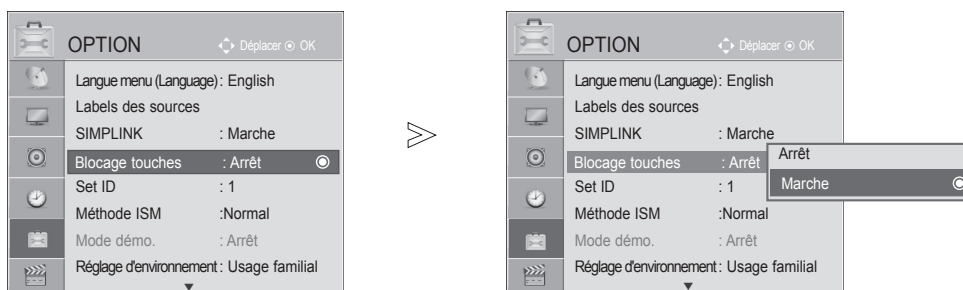 OPTION Déplacer OK
Langue menu (Language) : English
Labels des sources
SIMPLINK : Marche
Blocage touches : Arrêt
Set ID : 1
Méthode ISM :Normal
Mode démo. : Arrêt
Réglage d'environnement : Usage familial
OPTION Déplacer OK
Langue menu (Language) : English
Labels des sources
SIMPLINK : Marche
Blocage touches : Arrêt
Arrêt
Marche
Set ID : 1
Méthode ISM :Normal
Mode démo. : Arrêt
Réglage d'environnement : Usage familial